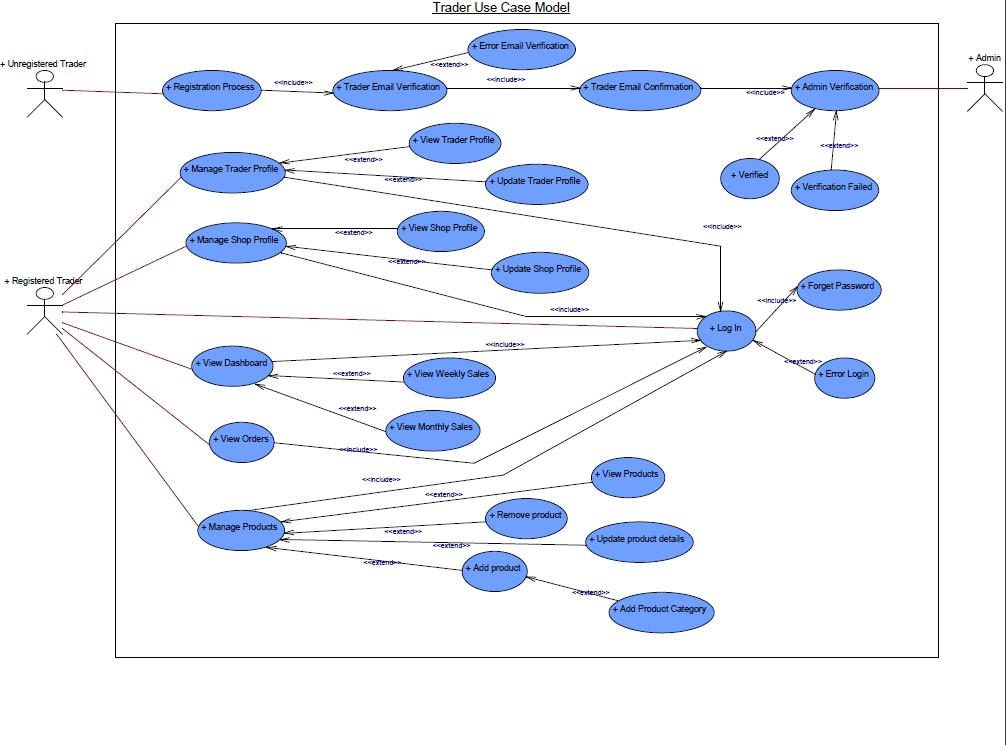 Trader Use Case Model
+ Unregistered Trader
+ Admin
+ Error Email Verification
<<extend>>
+ Registration Process
<<include>>
+ Trader Email Verification
<<include>>
+ Trader Email Confirmation
<<include>>
+ Admin Verification
<<extend>>
<<extend>>
+ Verified
+ Verification Failed
+ View Trader Profile
<<extend>>
+ Manage Trader Profile
<<extend>>
+ Update Trader Profile
<<include>>
+ View Shop Profile
<<extend>>
+ Manage Shop Profile
<<extend>>
+ Update Shop Profile
+ Registered Trader
<<include>>
<<include>>
+ Forget Password
+ Log In
<<include>>
+ View Dashboard
<<extend>>
+ View Weekly Sales
<<extend>>
+ Error Login
<<extend>>
+ View Monthly Sales
+ View Orders
<<include>>
<<include>>
+ View Products
<<extend>>
+ Manage Products
+ Remove product
<<extend>>
<<extend>>
+ Update product details
<<extend>>
+ Add product
<<extend>>
+ Add Product Category